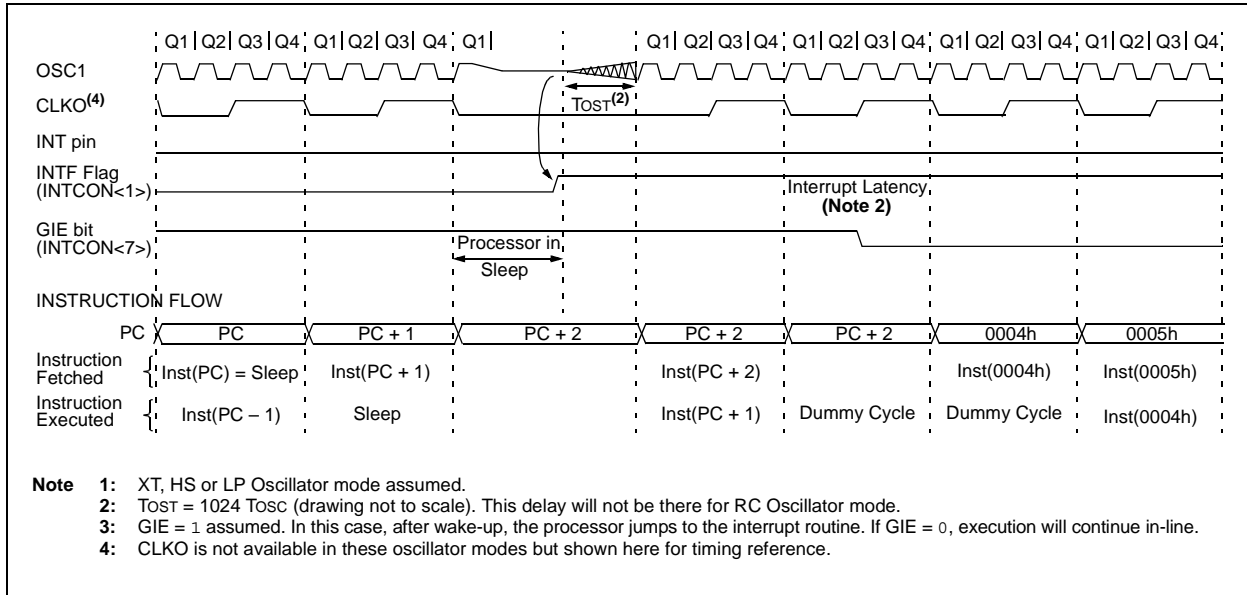 Q1 Q2 Q3 Q4 Q1 Q2 Q3 Q4 Q1 Q1 Q2 Q3 Q4 Q1 Q2 Q3 Q4 Q1 Q2 Q3 Q4 Q1 Q2 Q3 Q4
OSC1
CLKO(4)
TOST(2)
INT pin
INTF Flag
(INTCON<1>)
Interrupt Latency
(Note 2)
GIE bit
(INTCON<7>)
Processor in
Sleep
INSTRUCTION FLOW
PC PC PC + 1 PC + 2 PC + 2 PC + 2 0004h 0005h
Instruction
Fetched
Inst(PC) = Sleep Inst(PC + 1) Inst(PC + 2) Inst(0004h) Inst(0005h)
Instruction
Executed
Inst(PC – 1) Sleep Inst(PC + 1) Dummy Cycle Dummy Cycle Inst(0004h)
Note 1: XT, HS or LP Oscillator mode assumed.
2: TOST = 1024 TOSC (drawing not to scale). This delay will not be there for RC Oscillator mode.
3: GIE = 1 assumed. In this case, after wake-up, the processor jumps to the interrupt routine. If GIE = 0, execution will continue in-line.
4: CLKO is not available in these oscillator modes but shown here for timing reference.